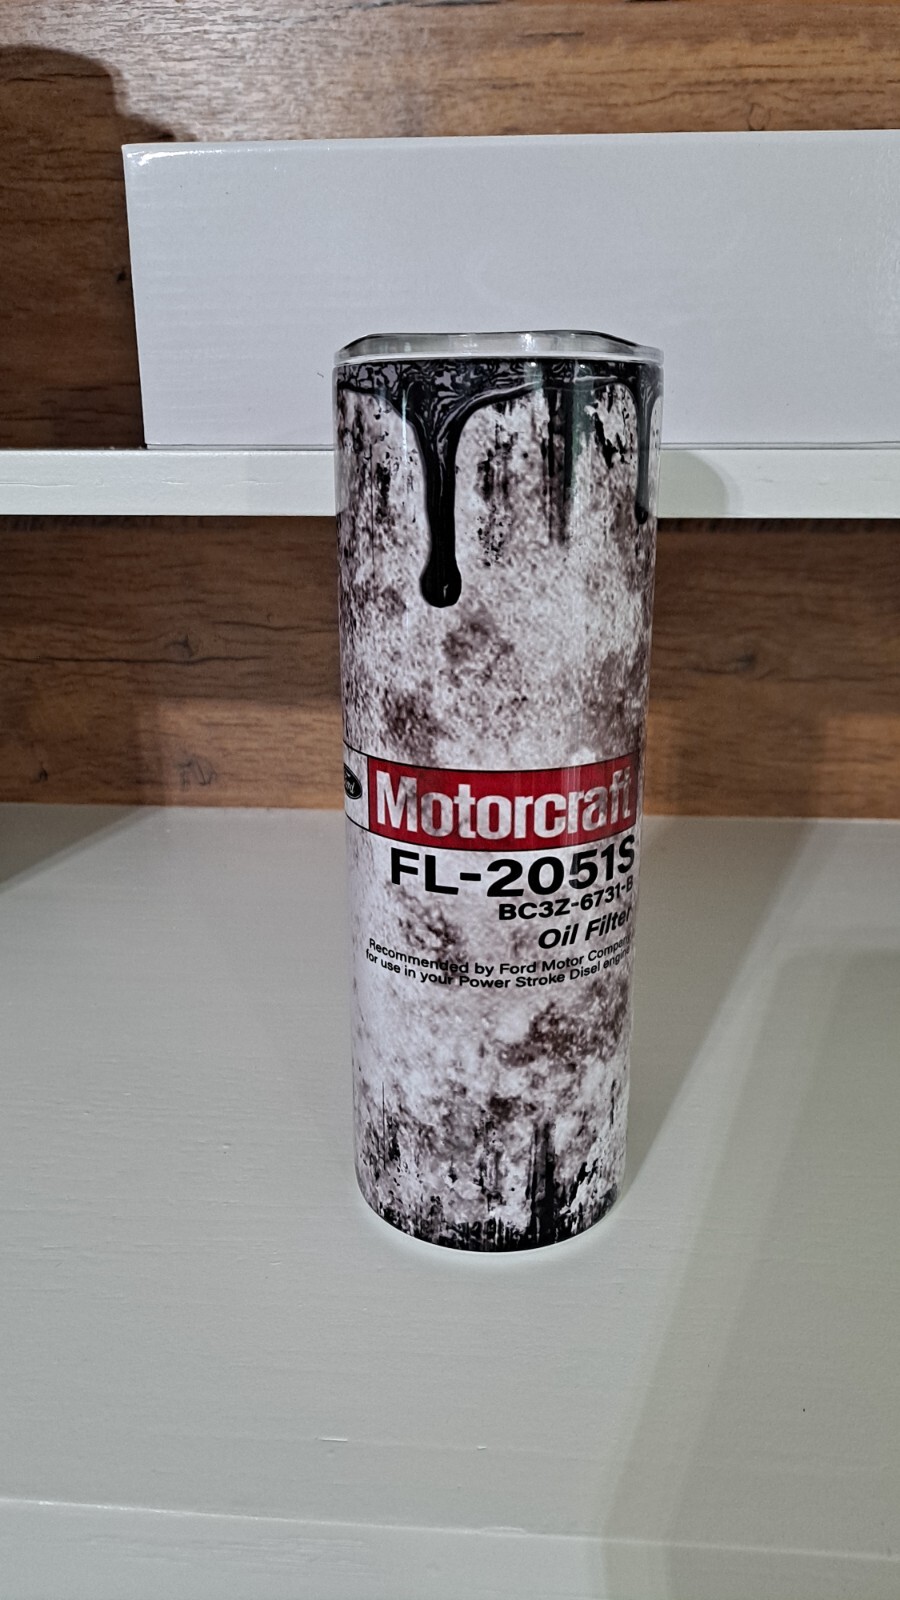 Ford
Motorcraft
FL-2051S
BC3Z-6731-B
Oil Filter
Recommended by Ford Motor Company
for use in your Power Stroke Disel engine